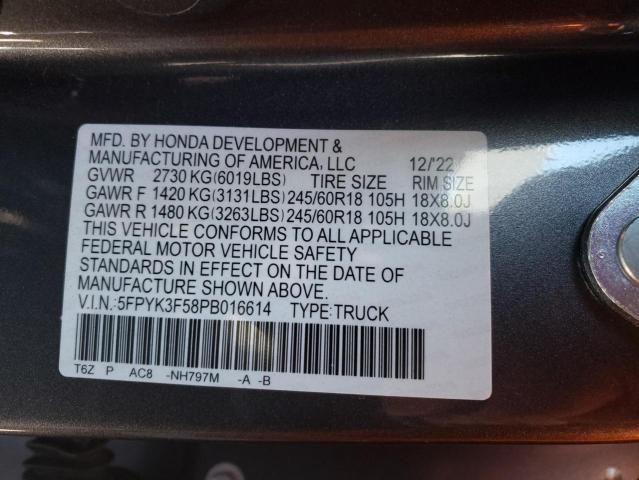 MFD. BY HONDA DEVELOPMENT &
MANUFACTURING OF AMERICA, LLC 12/'22
GVWR 2730 KG(6019LBS) TIRE SIZE RIM SIZE
GAWR F 1420 KG(3131LBS) 245/60R18 105H 18X8.0J
GAWR R 1480 KG(3263LBS) 245/60R18 105H 18X8.0J
THIS VEHICLE CONFORMS TO ALL APPLICABLE
FEDERAL MOTOR VEHICLE SAFETY
STANDARDS IN EFFECT ON THE DATE OF
MANUFACTURE SHOWN ABOVE.
V.I.N.:5FPYK3F58PB016614 TYPE:TRUCK
T6Z P AC8 -NH797M -A -B